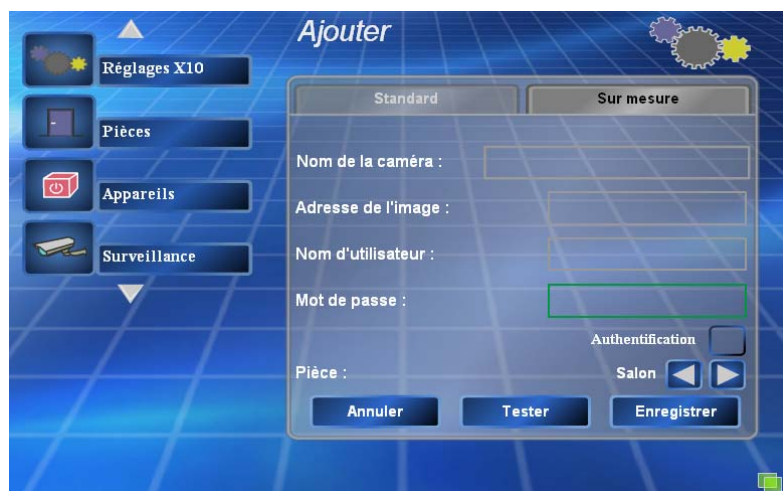 Ajouter
Réglages X10
Pièces
Appareils
Surveillance
Standard
Sur mesure
Nom de la caméra :
Adresse de l'image :
Nom d'utilisateur :
Mot de passe :
Authentification
Pièce :
Salon
Annuler
Tester
Enregistrer